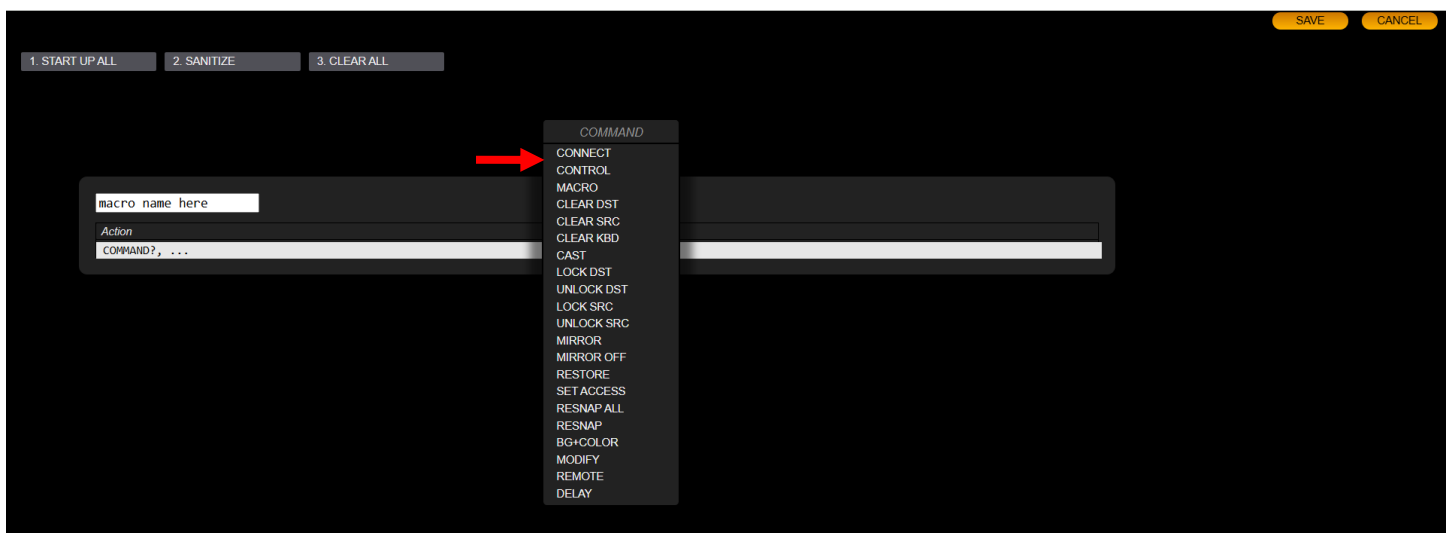 SAVE CANCEL
1. START UP ALL 2. SANITIZE 3. CLEAR ALL
COMMAND
CONNECT
CONTROL
MACRO
CLEAR DST
CLEAR SRC
CLEAR KBD
CAST
LOCK DST
UNLOCK DST
LOCK SRC
UNLOCK SRC
MIRROR
MIRROR OFF
RESTORE
SET ACCESS
RESNAP ALL
RESNAP
BG+COLOR
MODIFY
REMOTE
DELAY
macro name here
Action
COMMAND?, ...